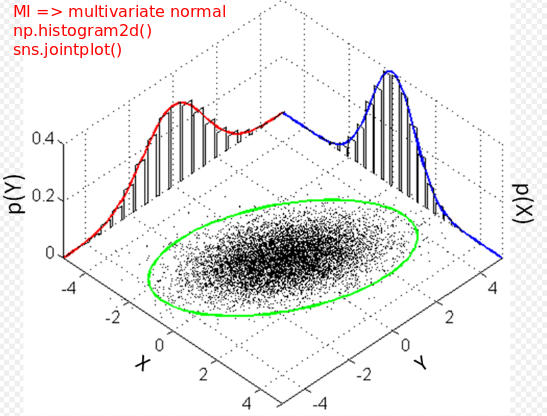 MI => multivariate normal
np.histogram2d()
sns.jointplot()
0.4
0.2
0
p(Y)
p(X)
-4
-2
0
2
4
X
-4
-2
0
2
4
Y